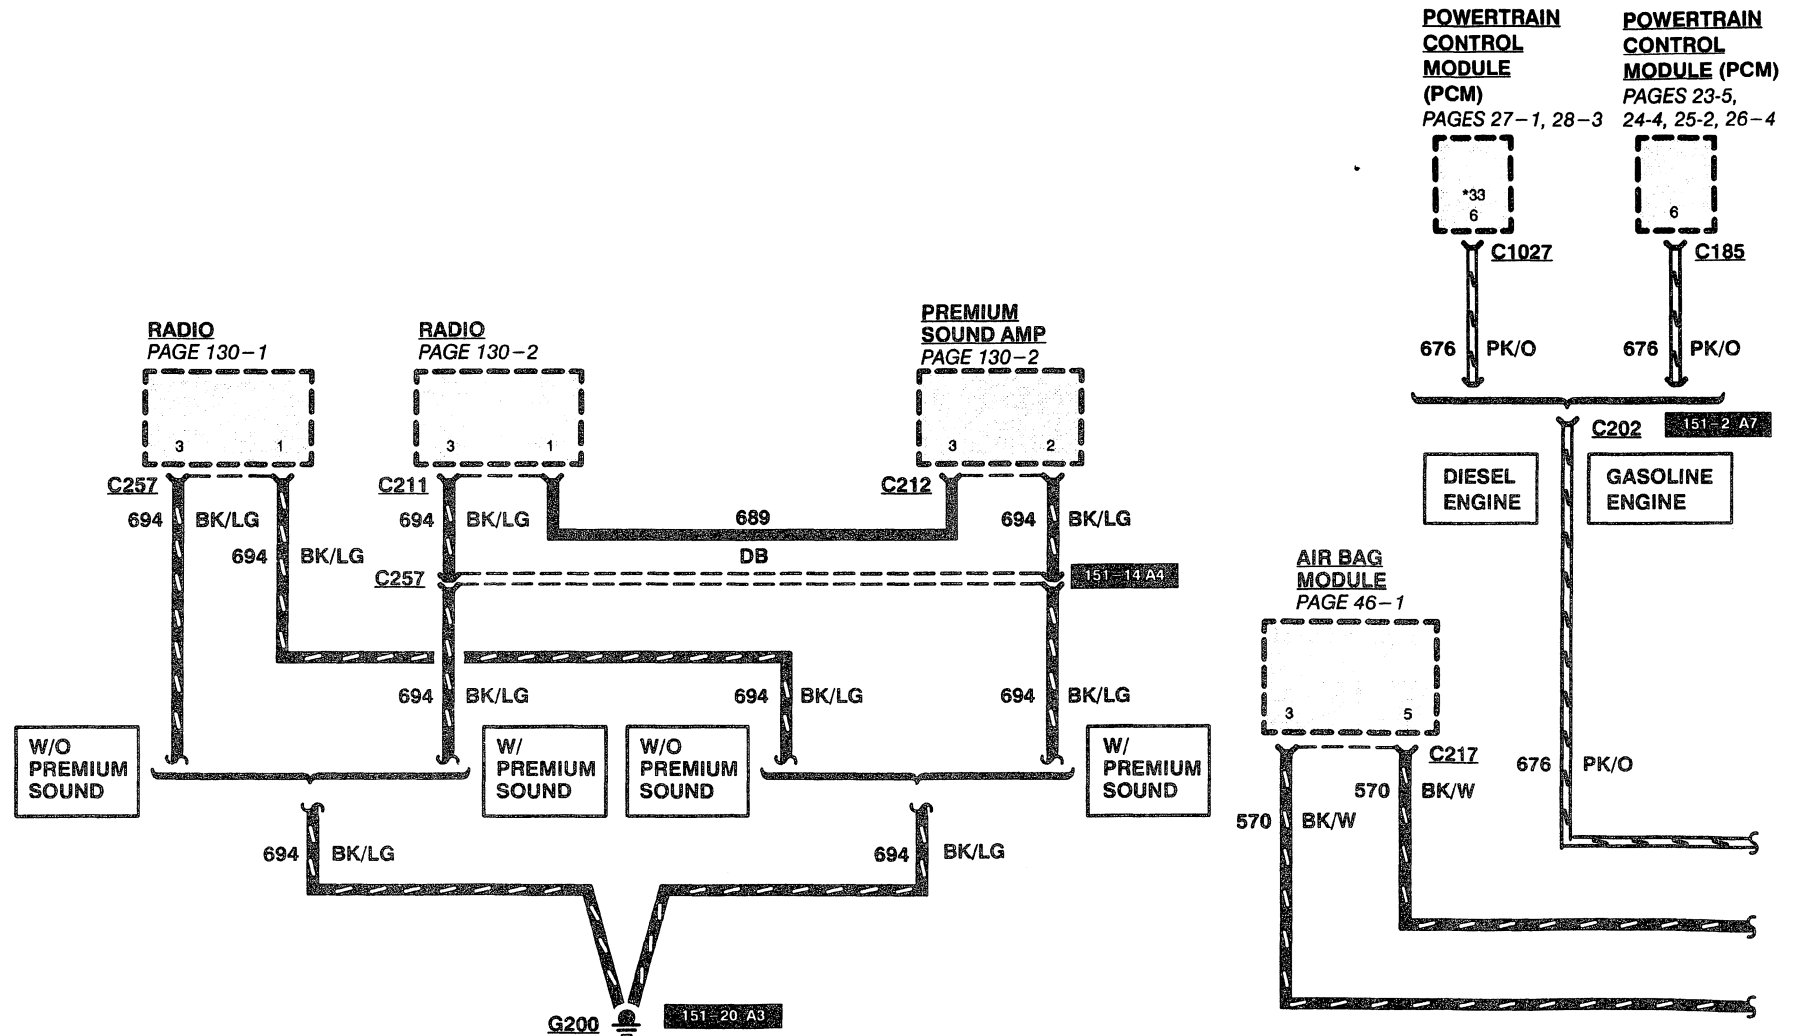 POWERTRAIN
CONTROL
MODULE
(PCM)
PAGES 27–1, 28–3
POWERTRAIN
CONTROL
MODULE (PCM)
PAGES 23-5,
24-4, 25-2, 26–4
*33
6
6
C1027
C185
676 PK/O
676 PK/O
C202
151–2 A7
DIESEL
ENGINE
GASOLINE
ENGINE
RADIO
PAGE 130–1
RADIO
PAGE 130–2
PREMIUM
SOUND AMP
PAGE 130–2
3 1
3 1
3 2
C257
C211
C212
694 BK/LG
694 BK/LG
689
694 BK/LG
694 BK/LG
DB
C257
151–14 A4
AIR BAG
MODULE
PAGE 46–1
3 5
C217
694 BK/LG
694 BK/LG
694 BK/LG
W/O
PREMIUM
SOUND
W/
PREMIUM
SOUND
W/O
PREMIUM
SOUND
W/
PREMIUM
SOUND
676 PK/O
570 BK/W
570 BK/W
694 BK/LG
694 BK/LG
G200
151–20 A3